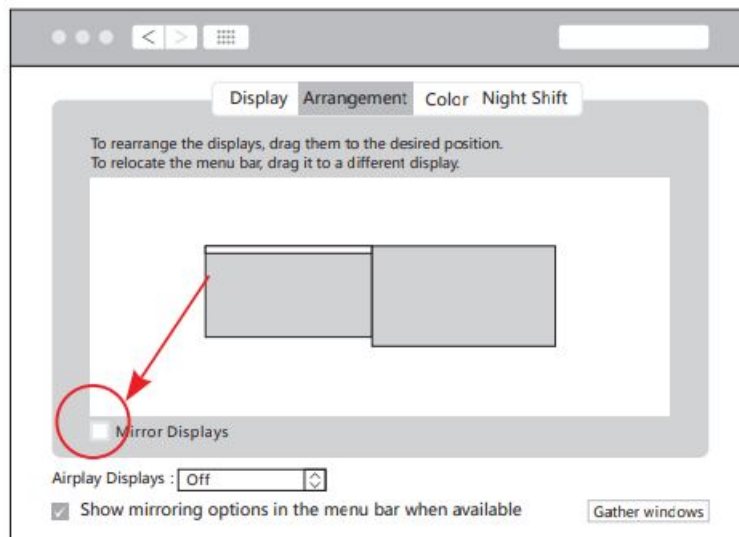 Display Arrangement Color Night Shift
To rearrange the displays, drag them to the desired position.
To relocate the menu bar, drag it to a different display.
Mirror Displays
Airplay Displays : Off
Show mirroring options in the menu bar when available
Gather windows